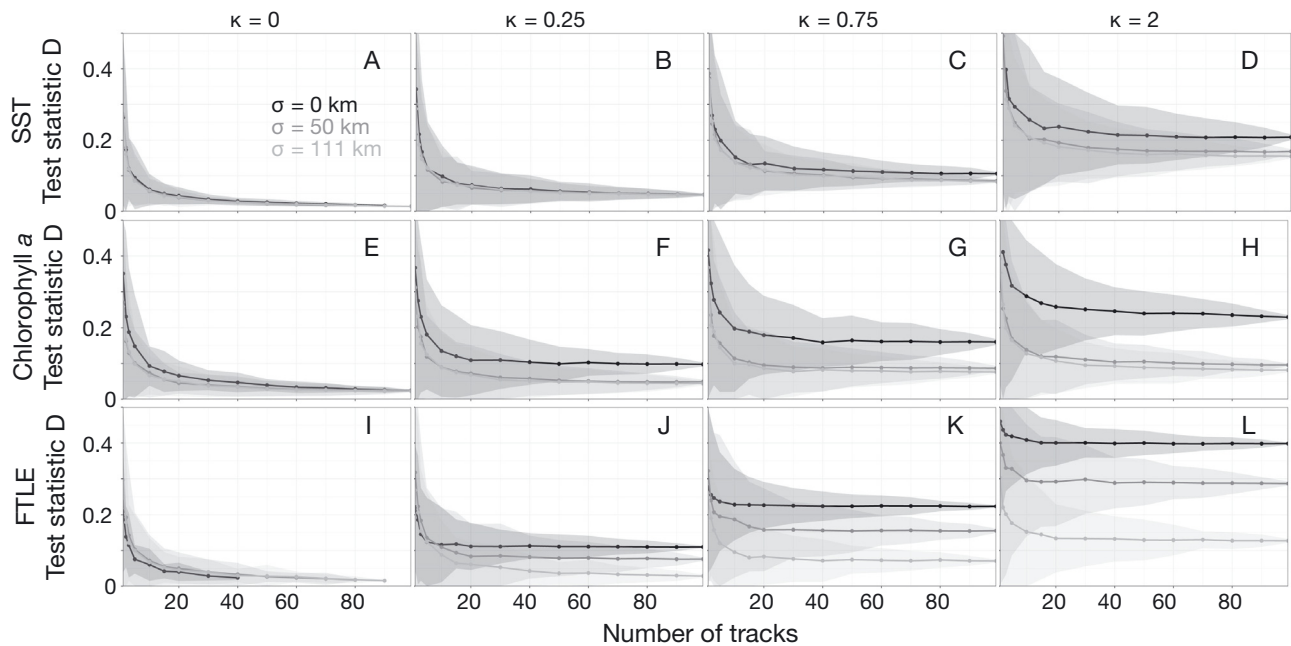 κ = 0 κ = 0.25 κ = 0.75 κ = 2
SST
Test statistic D
0.4
0.2
0
A
σ = 0 km
σ = 50 km
σ = 111 km
B
C
D
Chlorophyll a
Test statistic D
0.4
0.2
0
E
F
G
H
FTLE
Test statistic D
0.4
0.2
0
I
J
K
L
20 40 60 80 20 40 60 80 20 40 60 80 20 40 60 80
Number of tracks